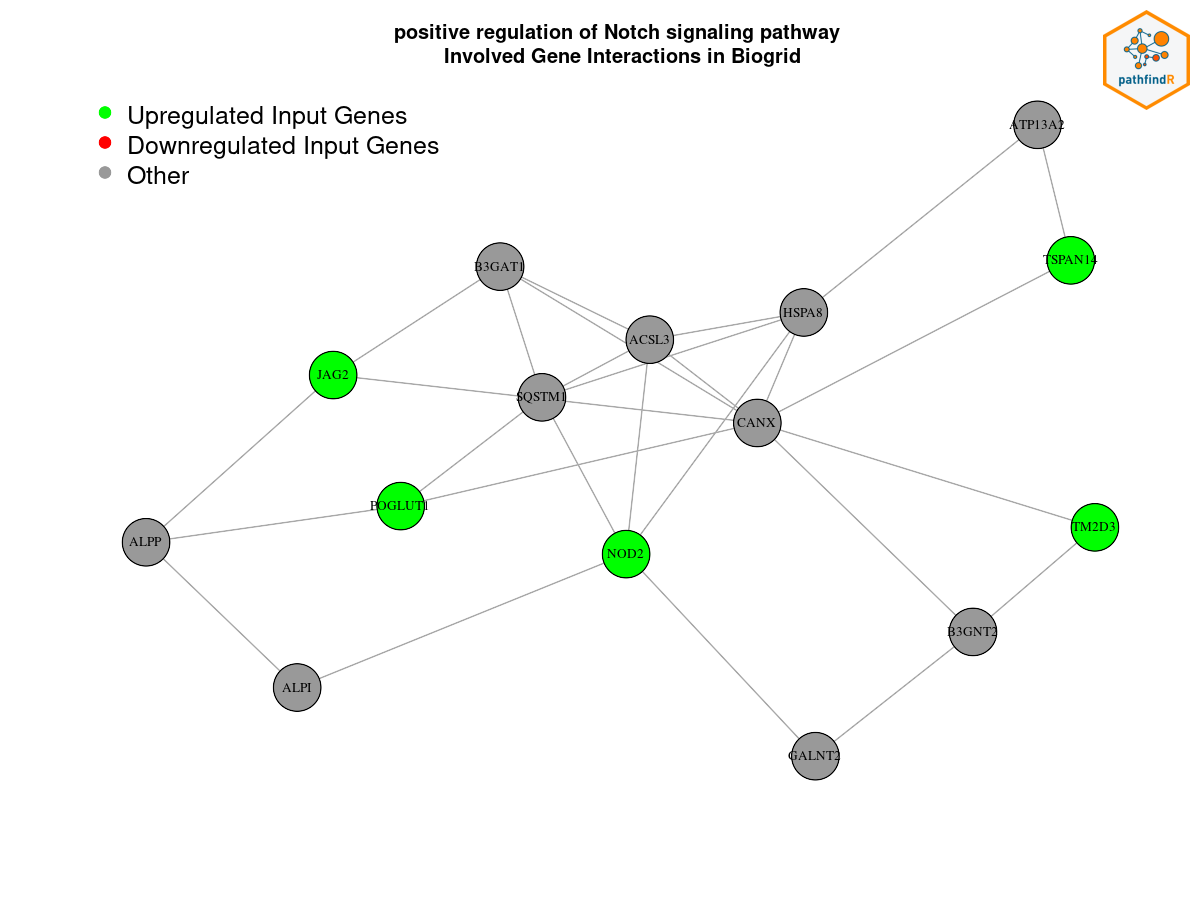 positive regulation of Notch signaling pathway
Involved Gene Interactions in Biogrid
pathfindR
Upregulated Input Genes
Downregulated Input Genes
Other
ATP13A2
TSPAN14
B3GAT1
HSPA8
ACSL3
JAG2
SQSTM1
CANX
POGLUT1
TM2D3
ALPP
NOD2
B3GNT2
ALPI
GALNT2